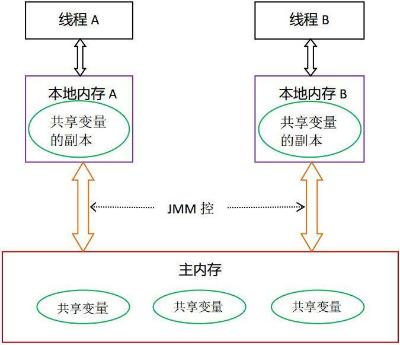 线程 A
线程 B
本地内存 A
本地内存 B
共享变量
的副本
共享变量
的副本
JMM 控
主内存
共享变量
共享变量
共享变量